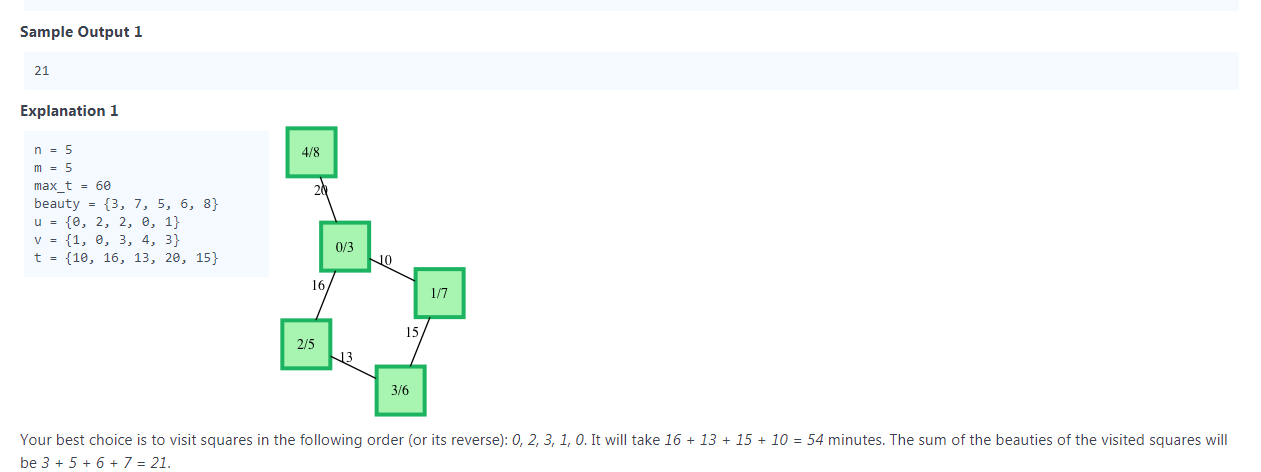 Sample Output 1
21
Explanation 1
n = 5
m = 5
max_t = 60
beauty = {3, 7, 5, 6, 8}
u = {0, 2, 2, 0, 1}
v = {1, 0, 3, 4, 3}
t = {10, 16, 13, 20, 15}
4/8
20
0/3
10
16
1/7
15
2/5
13
3/6
Your best choice is to visit squares in the following order (or its reverse): 0, 2, 3, 1, 0. It will take 16 + 13 + 15 + 10 = 54 minutes. The sum of the beauties of the visited squares will
be 3 + 5 + 6 + 7 = 21.